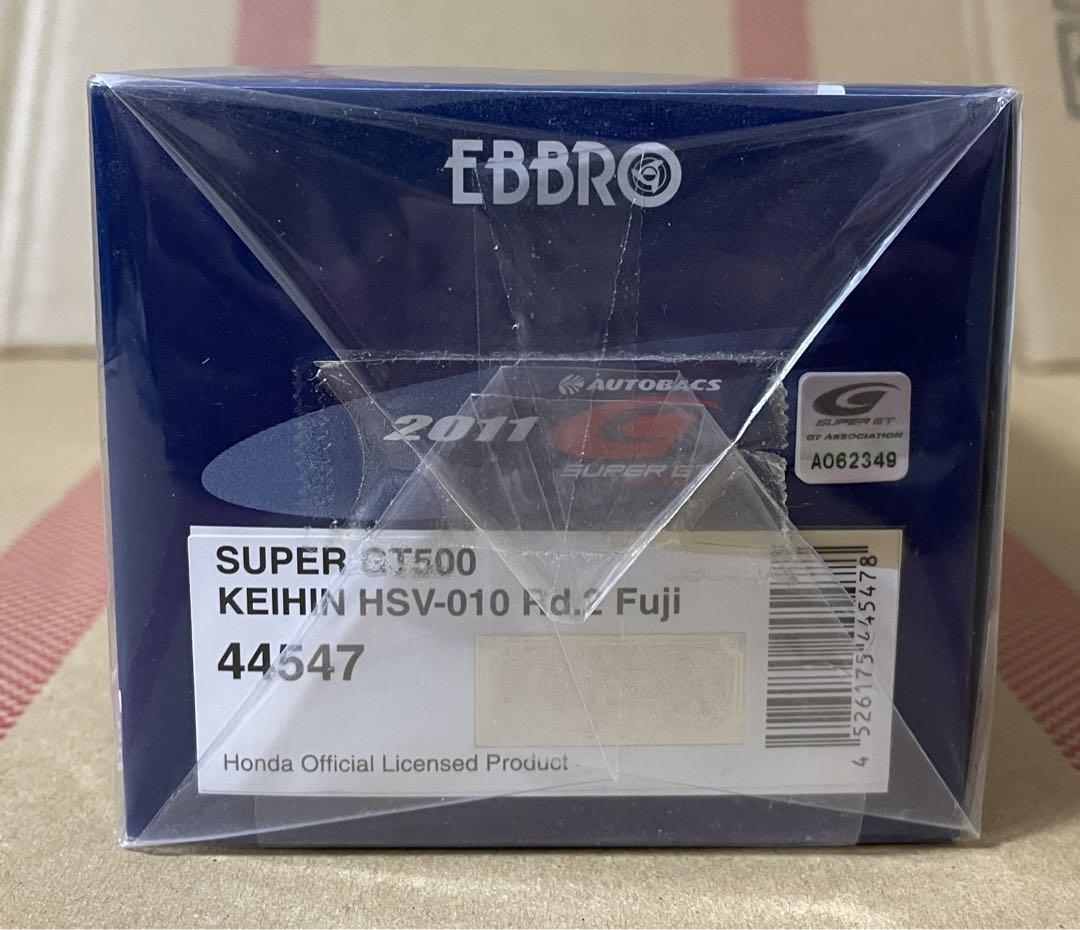 EBBRO
AUTOBACS
2011
SUPER GT
SUPER GT
GT ASSOCIATION
A062349
SUPER GT500
KEIHIN HSV-010 Rd.2 Fuji
44547
4 526175 445478
Honda Official Licensed Product